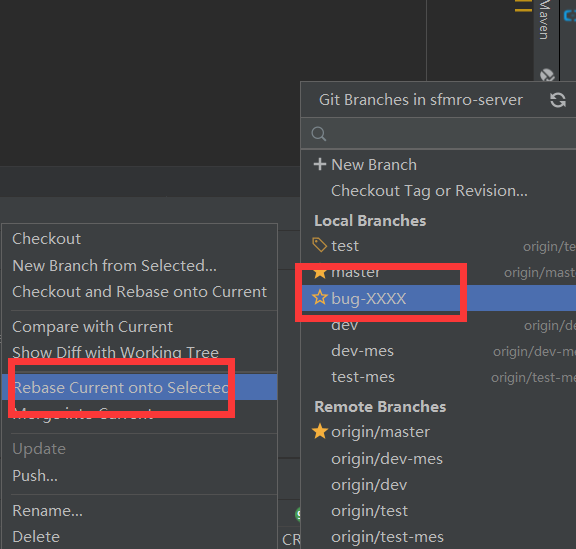 Maven
Git Branches in sfmro-server
New Branch
Checkout Tag or Revision...
Local Branches
test origin/te
master origin/maste
bug-XXXX
dev origin/de
dev-mes origin/dev-me
test-mes origin/test-me
Remote Branches
origin/master
origin/dev-mes
origin/dev
origin/test
origin/test-mes
Checkout
New Branch from Selected...
Checkout and Rebase onto Current
Compare with Current
Show Diff with Working Tree
Rebase Current onto Selected
Merge into Current
Update
Push...
Rename...
Delete
CR